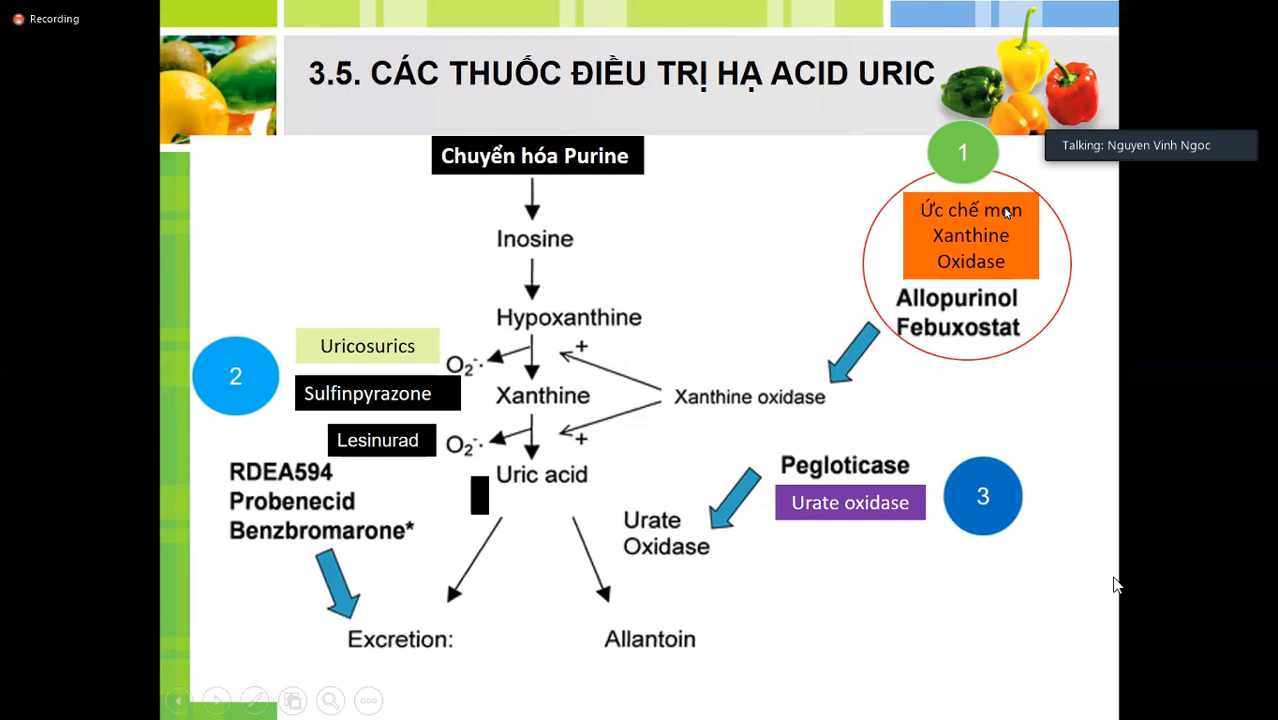 Recording
3.5. CÁC THUỐC ĐIỀU TRỊ HẠ ACID URIC
Talking: Nguyen Vinh Ngoc
Chuyển hóa Purine
1
Ức chế men
Xanthine
Oxidase
Allopurinol
Febuxostat
Inosine
Hypoxanthine
2
Uricosurics
O2-.
+
Sulfinpyrazone
Xanthine
Xanthine oxidase
Lesinurad
O2-.
+
RDEA594
Probenecid
Benzbromarone*
Uric acid
Pegloticase
Urate oxidase
3
Urate
Oxidase
Excretion:
Allantoin